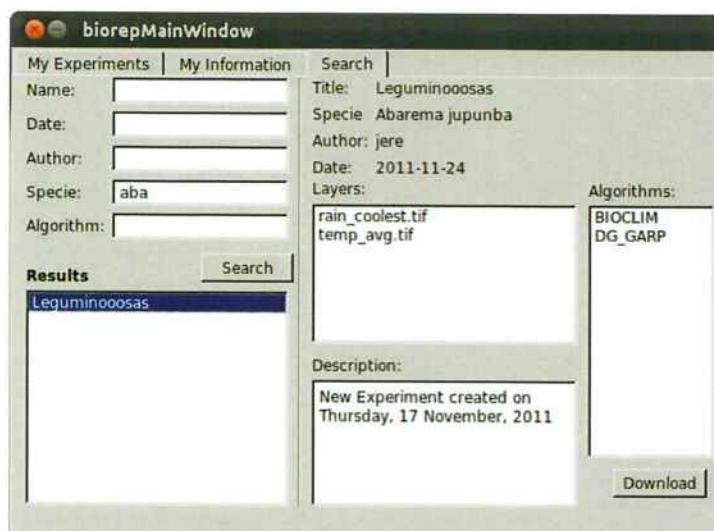 biorepMainWindow
My Experiments
My Information
Search
Name:
Date:
Author:
Specie: aba
Algorithm:
Search
Results
Leguminooosas
Title: Leguminooosas
Specie Abarema jupunba
Author: jere
Date: 2011-11-24
Layers:
rain_coolest.tif
temp_avg.tif
Algorithms:
BIOCLIM
DG_GARP
Description:
New Experiment created on
Thursday, 17 November, 2011
Download